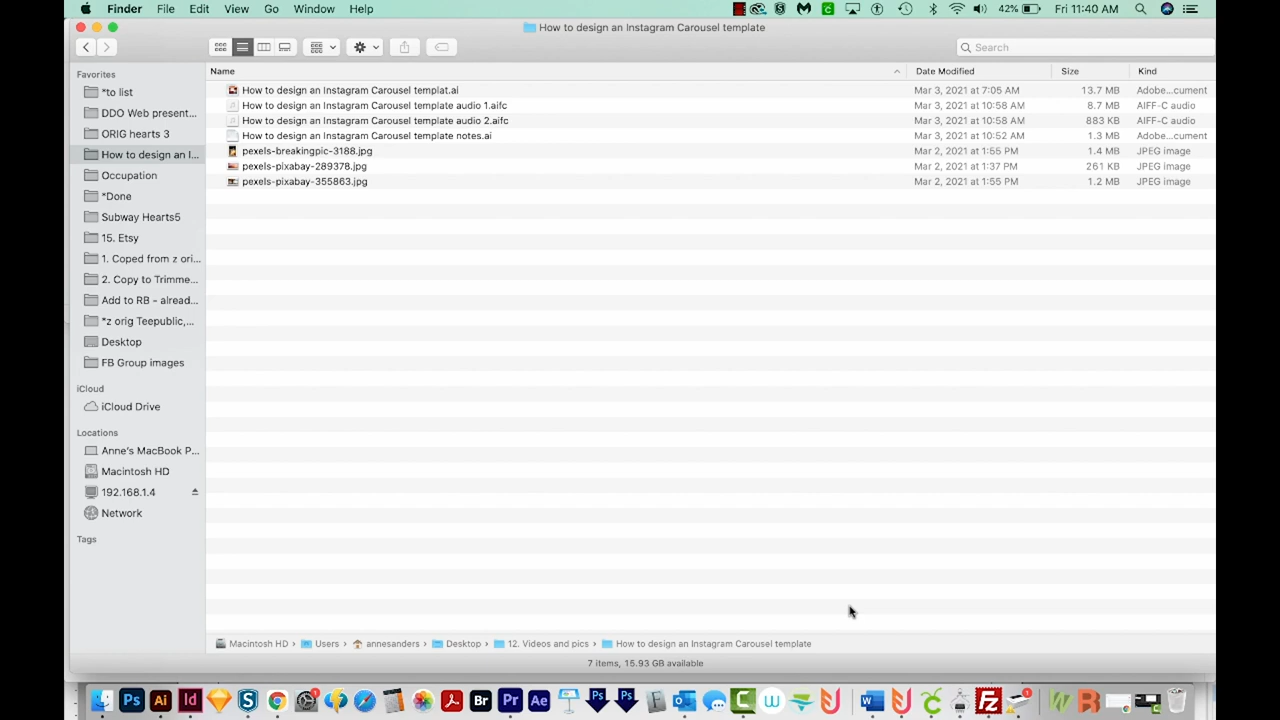 Finder File Edit View Go Window Help 42% Fri 11:40 AM
How to design an Instagram Carousel template
Search
Favorites
*to list
DDO Web present...
ORIG hearts 3
How to design an I...
Occupation
*Done
Subway Hearts5
15. Etsy
1. Coped from z ori...
2. Copy to Trimme...
Add to RB - alread...
*z orig Teepublic,...
Desktop
FB Group images
iCloud
iCloud Drive
Locations
Anne's MacBook P...
Macintosh HD
192.168.1.4
Network
Tags
Name Date Modified Size Kind
How to design an Instagram Carousel templat.ai Mar 3, 2021 at 7:05 AM 13.7 MB Adobe...cument
How to design an Instagram Carousel template audio 1.aifc Mar 3, 2021 at 10:58 AM 8.7 MB AIFF-C audio
How to design an Instagram Carousel template audio 2.aifc Mar 3, 2021 at 10:58 AM 883 KB AIFF-C audio
How to design an Instagram Carousel template notes.ai Mar 3, 2021 at 10:52 AM 1.3 MB Adobe...cument
pexels-breakingpic-3188.jpg Mar 2, 2021 at 1:55 PM 1.4 MB JPEG image
pexels-pixabay-289378.jpg Mar 2, 2021 at 1:37 PM 261 KB JPEG image
pexels-pixabay-355863.jpg Mar 2, 2021 at 1:55 PM 1.2 MB JPEG image
Macintosh HD › Users › annesanders › Desktop › 12. Videos and pics › How to design an Instagram Carousel template
7 items, 15.93 GB available
Ps Ai Id Br Pr Ae W Fz